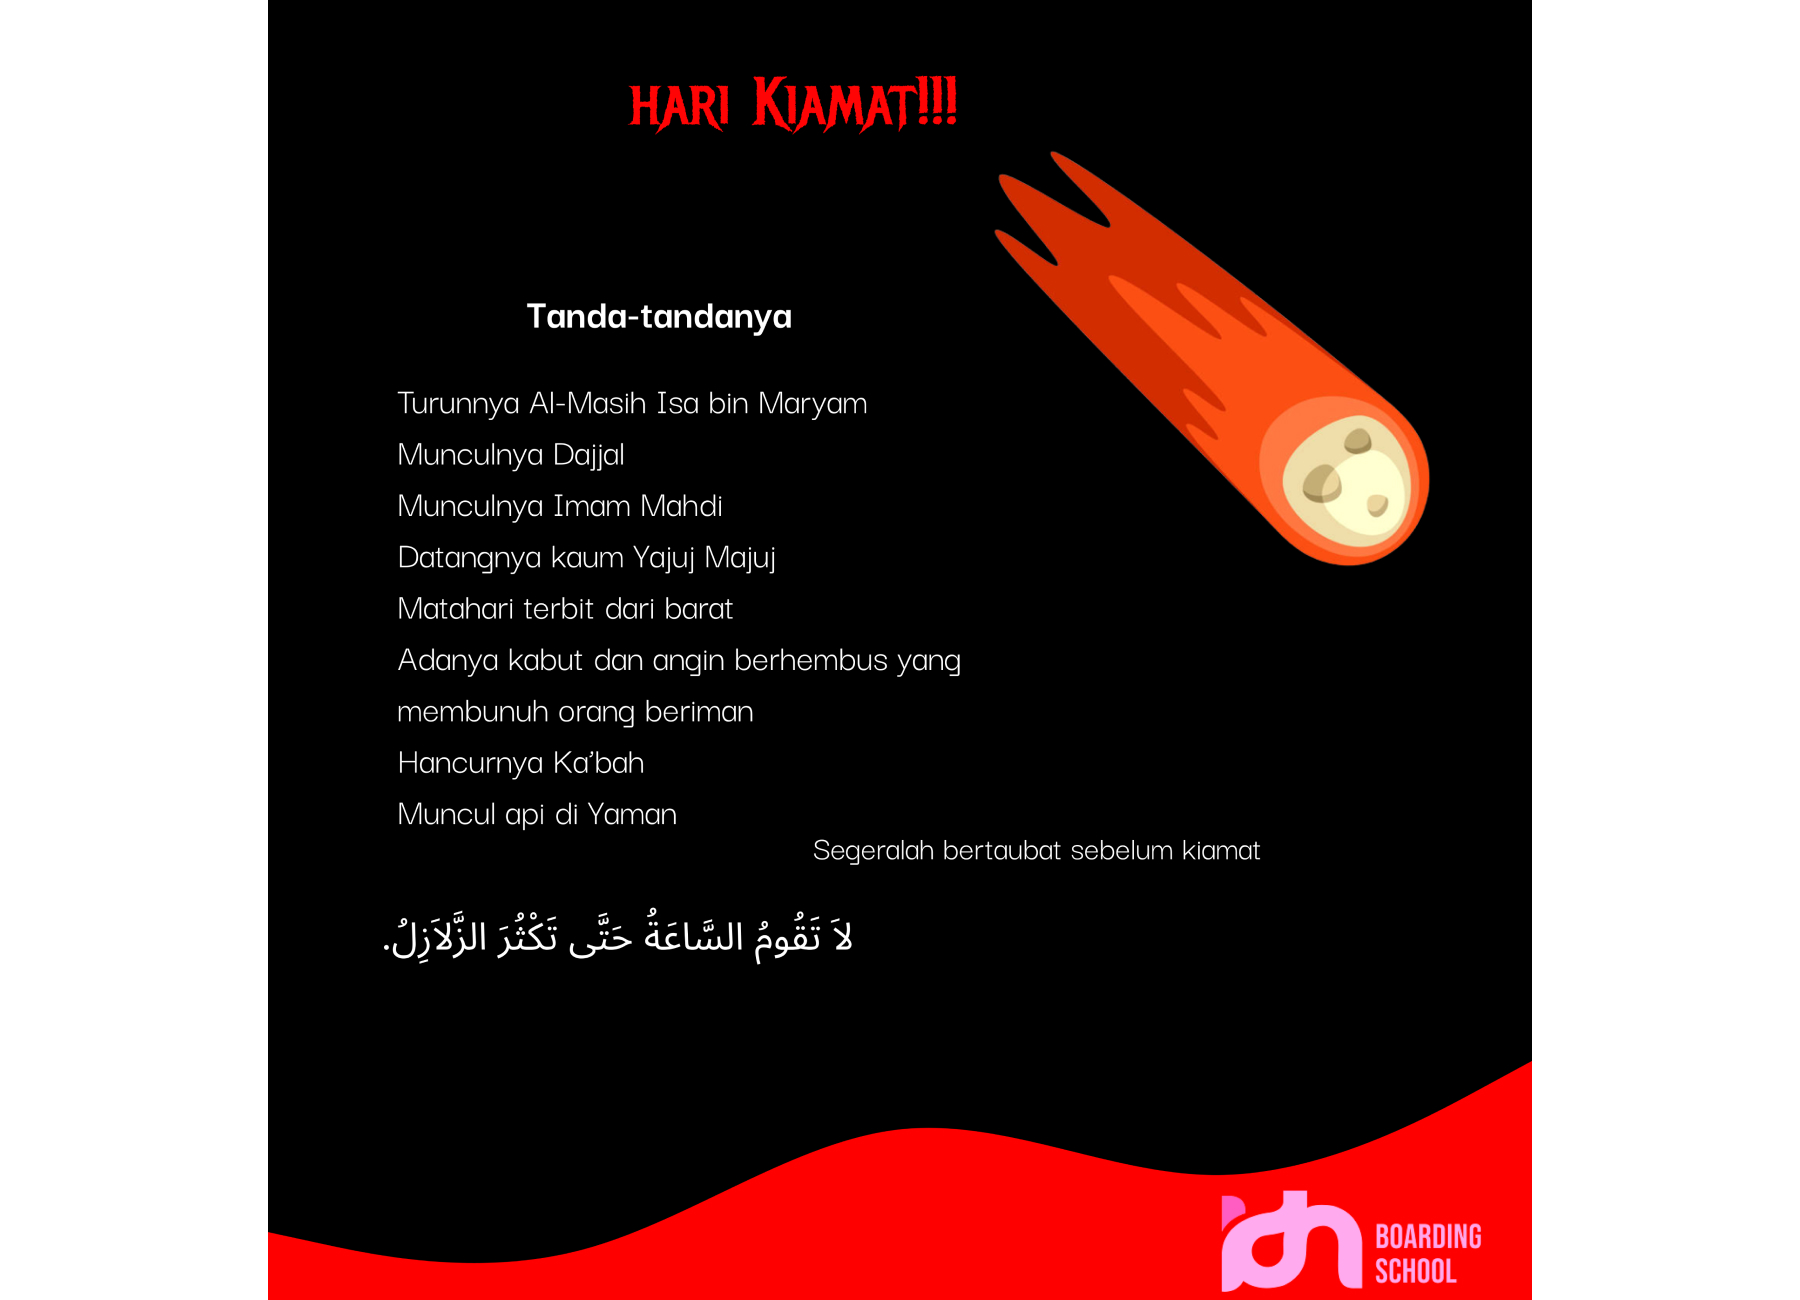 HARI KIAMAT!!!
Tanda-tandanya
Turunnya Al-Masih Isa bin Maryam
Munculnya Dajjal
Munculnya Imam Mahdi
Datangnya kaum Yajuj Majuj
Matahari terbit dari barat
Adanya kabut dan angin berhembus yang
membunuh orang beriman
Hancurnya Ka'bah
Muncul api di Yaman
Segeralah bertaubat sebelum kiamat
لاَ تَقُومُ السَّاعَةُ حَتَّى تَكْثُرَ الزَّلاَزِلُ.
BOARDING
SCHOOL